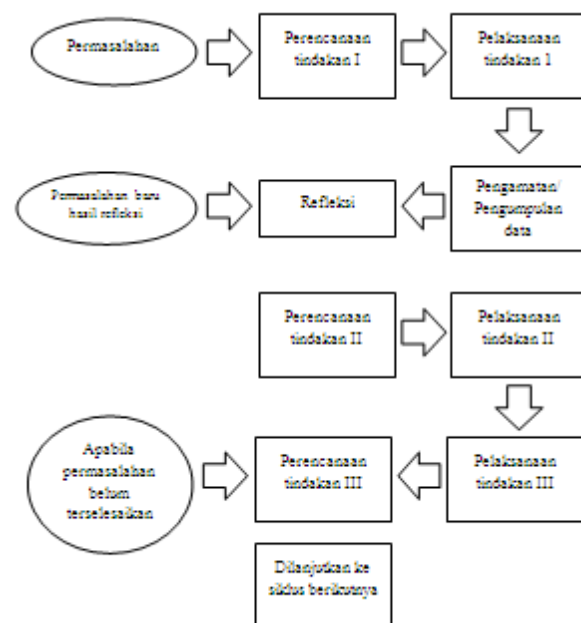 Permasalahan
Perencanaan
tindakan I
Pelaksanaan
tindakan 1
Permasalahan baru
hasil refleksi
Refleksi
Pengamatan/
Pengumpulan
data
Perencanaan
tindakan II
Pelaksanaan
tindakan II
Apabila
permasalahan
belum
terselesaikan
Perencanaan
tindakan III
Pelaksanaan
tindakan III
Dilanjutkan ke
siklus berikutnya